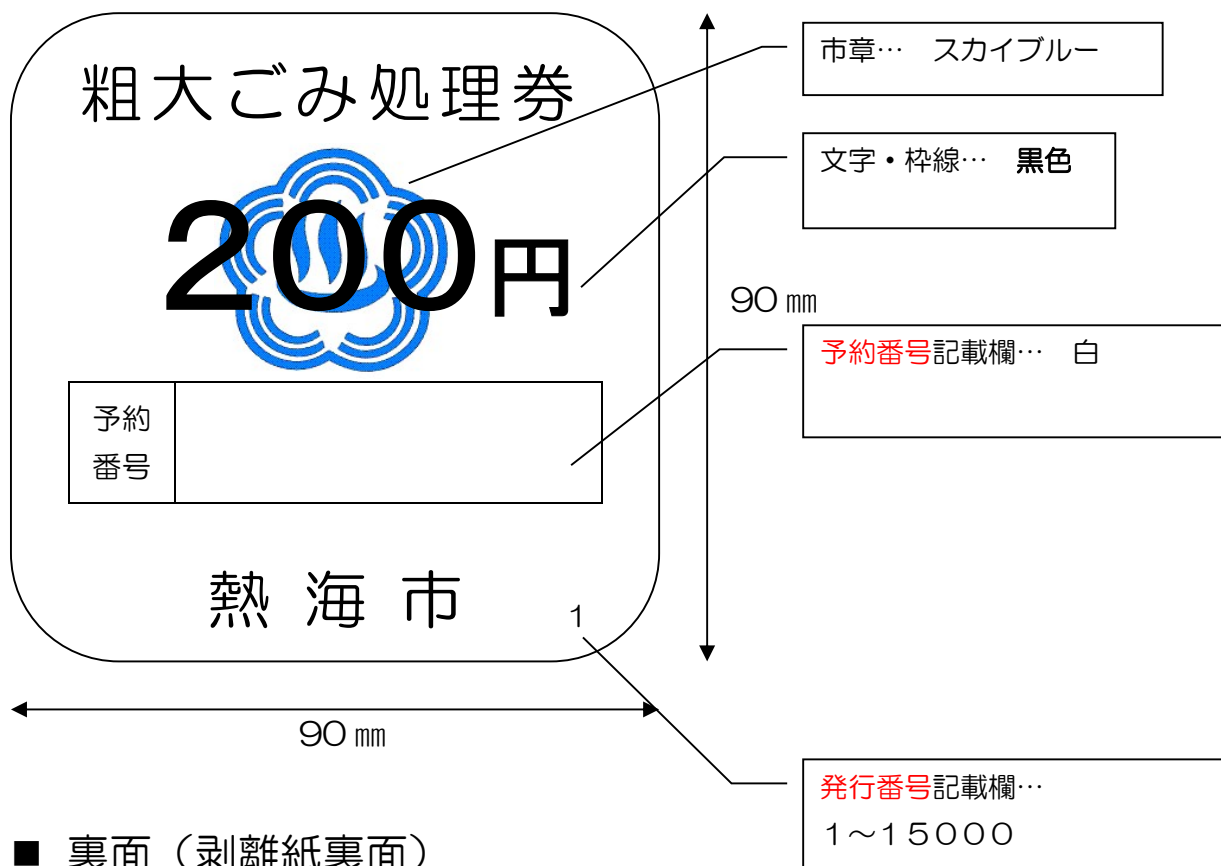 粗大ごみ処理券
200円
予約
番号
熱海市
1
90㎜
90㎜
市章… スカイブルー
文字・枠線… 黒色
予約番号記載欄… 白
発行番号記載欄…
1~15000
■ 裏面(剥離紙裏面)